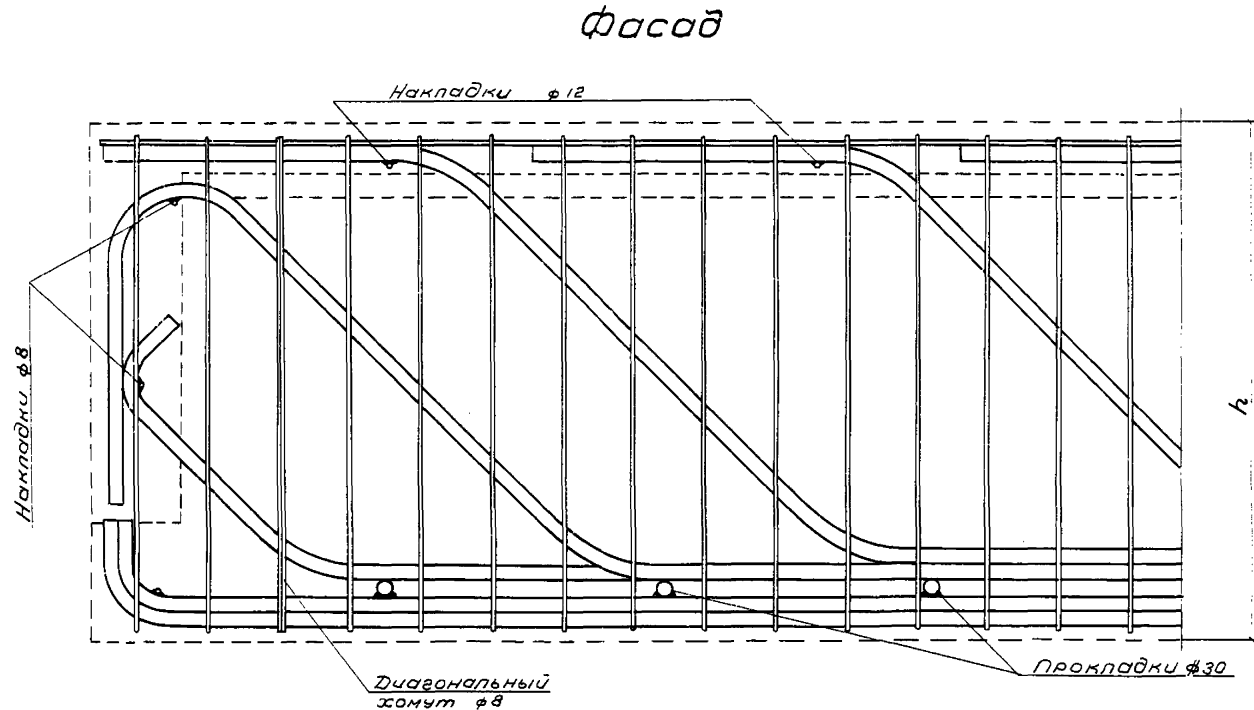 Фасад
Накладки ф12
Накладки ф8
h
Прокладки ф30
Диагональный
хомут ф8